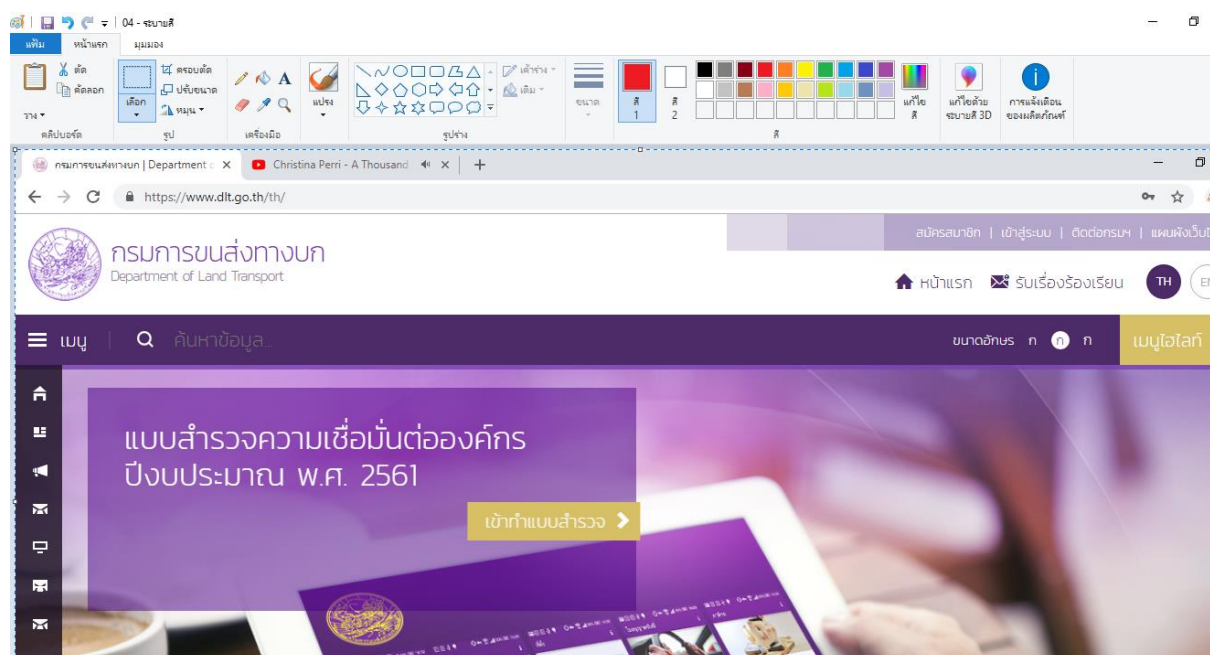 04 - ระบายสี
แฟ้ม หน้าแรก มุมมอง
วาง
ตัด
คัดลอก
คลิปบอร์ด
เลือก
ครอบตัด
ปรับขนาด
หมุน
รูป
A
เครื่องมือ
แปรง
เค้าร่าง
เติม
รูปร่าง
ขนาด
สี 1
สี 2
แก้ไข สี
สี
แก้ไขด้วย ระบายสี 3D
การแจ้งเตือน ของผลิตภัณฑ์
กรมการขนส่งทางบก | Department o
Christina Perri - A Thousand
https://www.dlt.go.th/th/
สมัครสมาชิก | เข้าสู่ระบบ | ติดต่อกรมฯ | แผนผังเว็บไ
กรมการขนส่งทางบก
Department of Land Transport
หน้าแรก รับเรื่องร้องเรียน TH EN
เมนู ค้นหาข้อมูล... ขนาดอักษร ก ก ก เมนูไฮไลท์
แบบสำรวจความเชื่อมั่นต่อองค์กร
ปีงบประมาณ พ.ศ. 2561
เข้าทำแบบสำรวจ